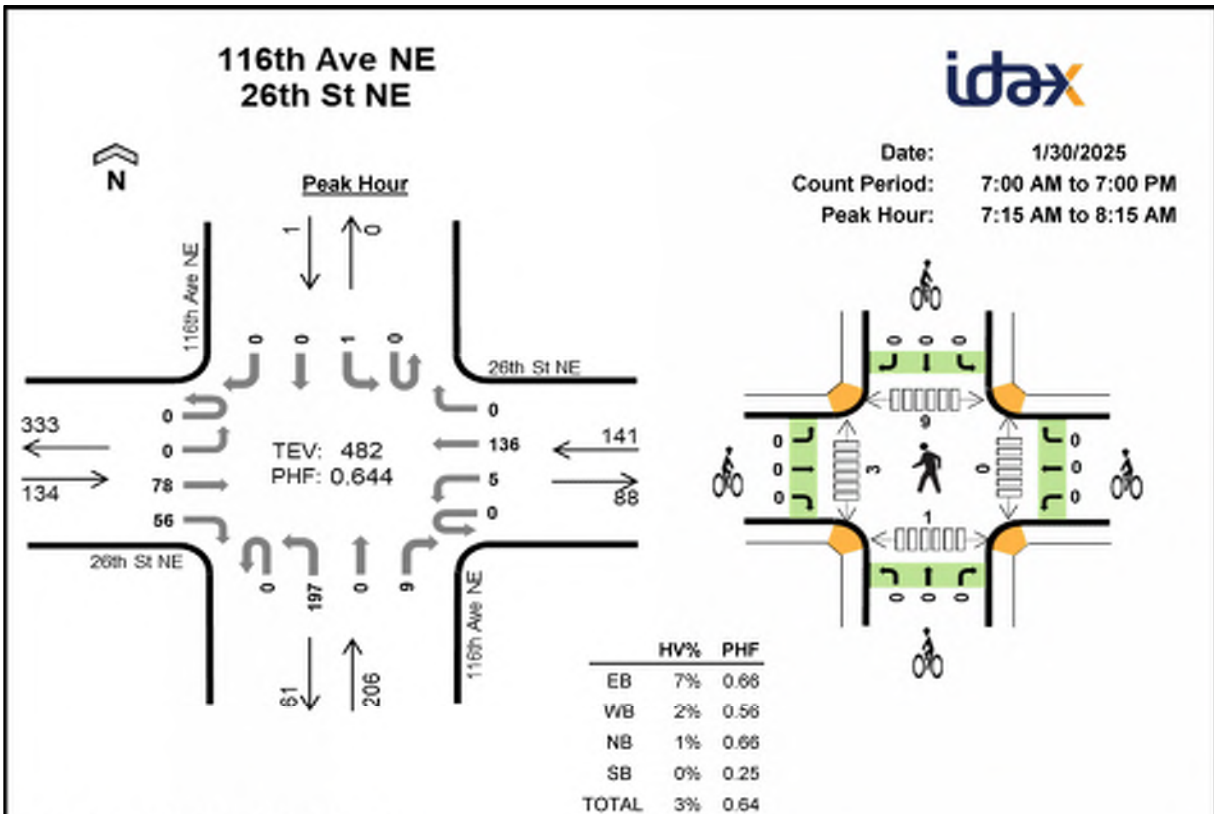 116th Ave NE
26th St NE
idax
Date: 1/30/2025
Count Period: 7:00 AM to 7:00 PM
Peak Hour: 7:15 AM to 8:15 AM
N
Peak Hour
1
0
116th Ave NE
0
0
1
0
26th St NE
333
134
0
0
78
56
TEV: 482
PHF: 0.644
0
136
5
0
141
88
26th St NE
0
197
0
9
116th Ave NE
61
206
0
0
0
9
0
0
0
3
0
0
0
0
1
0
0
0
HV% PHF
EB 7% 0.66
WB 2% 0.56
NB 1% 0.66
SB 0% 0.25
TOTAL 3% 0.64